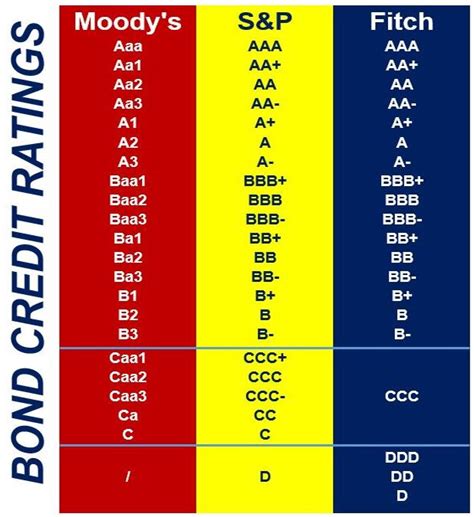 BOND CREDIT RATINGS
Moody's S&P Fitch
Aaa AAA AAA
Aa1 AA+ AA+
Aa2 AA AA
Aa3 AA- AA-
A1 A+ A+
A2 A A
A3 A- A-
Baa1 BBB+ BBB+
Baa2 BBB BBB
Baa3 BBB- BBB-
Ba1 BB+ BB+
Ba2 BB BB
Ba3 BB- BB-
B1 B+ B+
B2 B B
B3 B- B-
Caa1 CCC+
Caa2 CCC
Caa3 CCC- CCC
Ca CC
C C
DDD
/ D DD
D